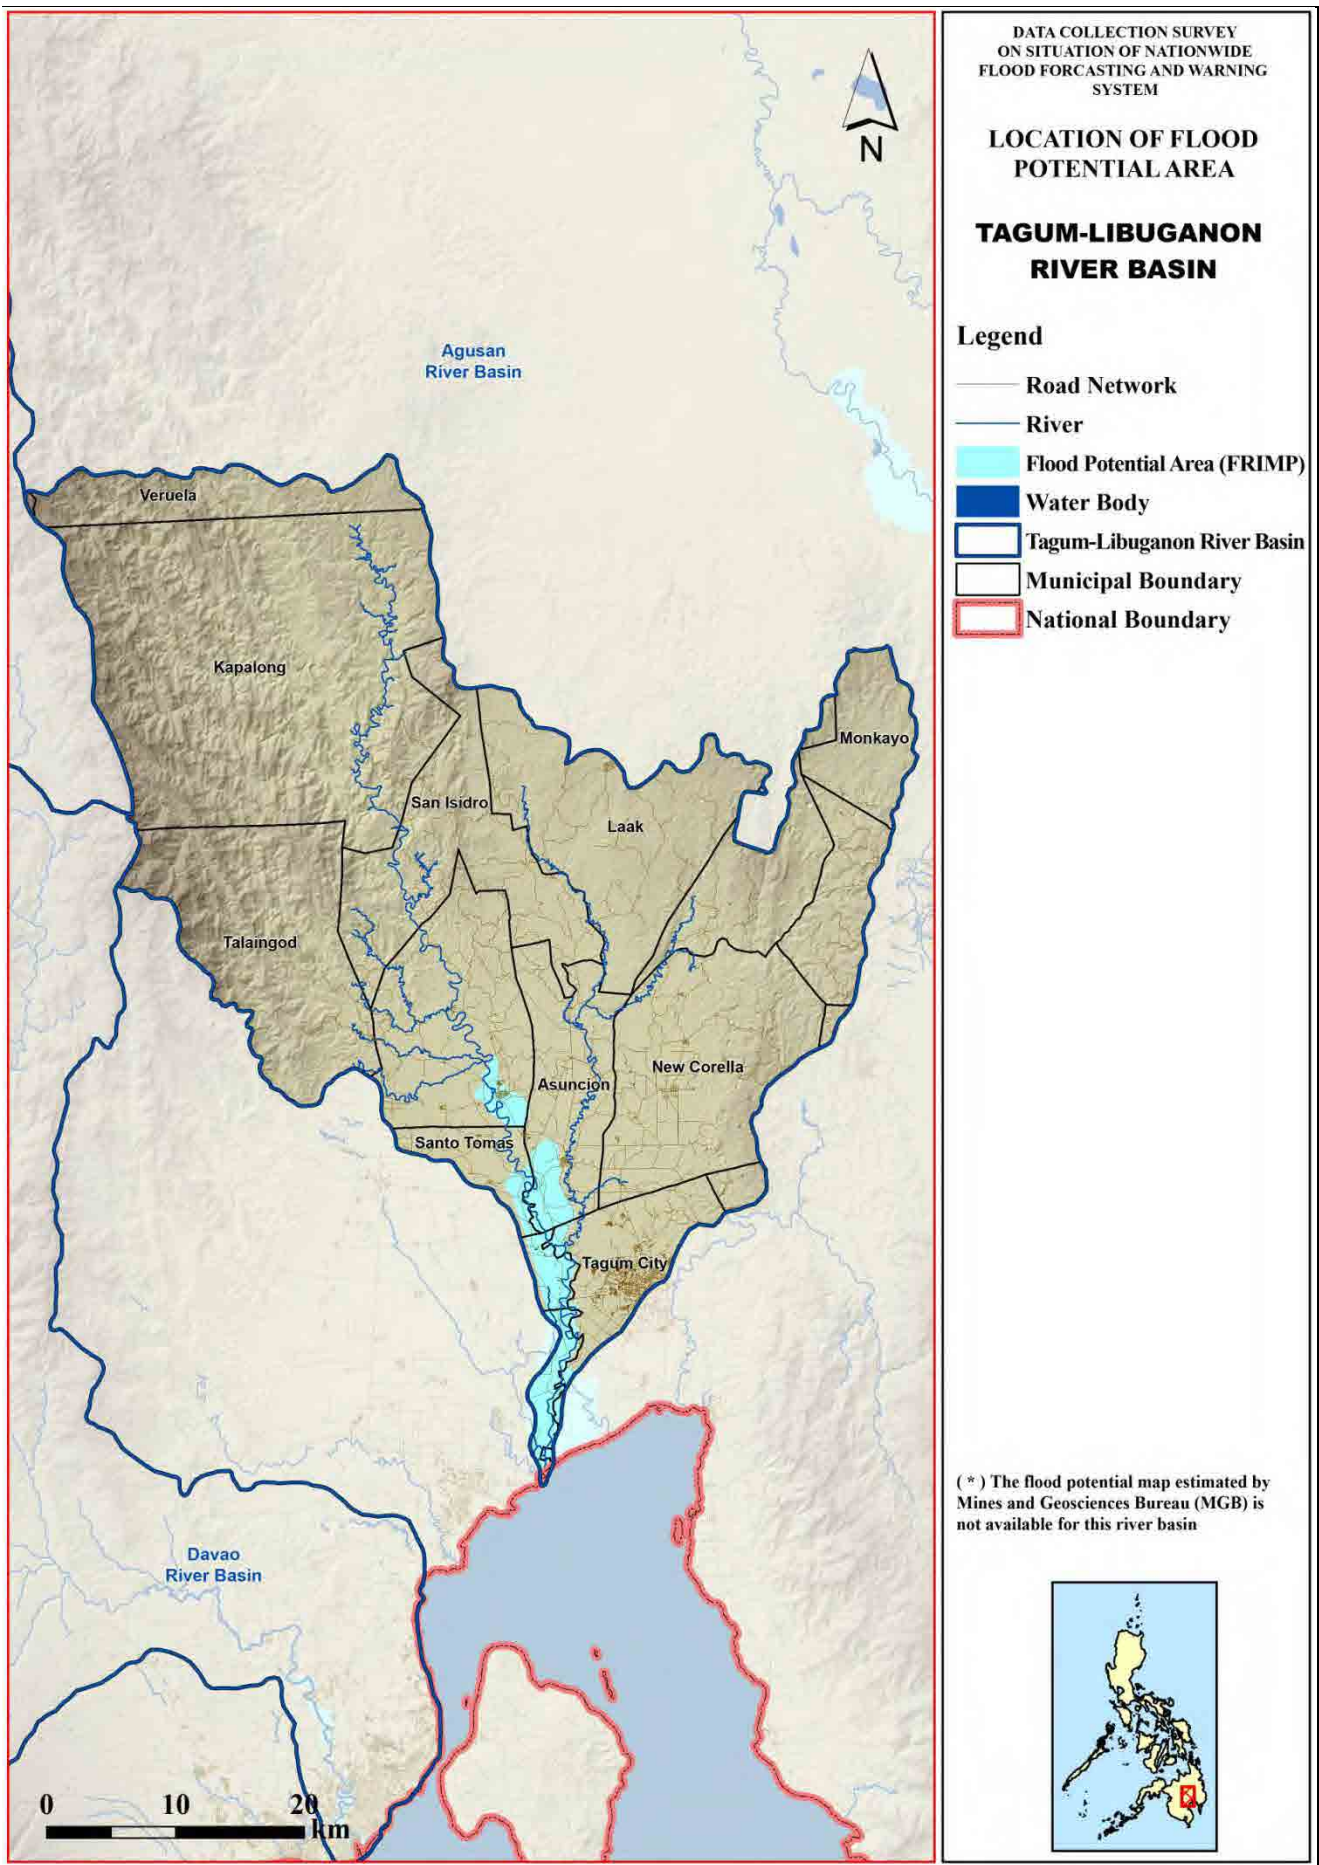 DATA COLLECTION SURVEY
ON SITUATION OF NATIONWIDE
FLOOD FORCASTING AND WARNING
SYSTEM
LOCATION OF FLOOD
POTENTIAL AREA
TAGUM-LIBUGANON
RIVER BASIN
Legend
Road Network
River
Flood Potential Area (FRIMP)
Water Body
Tagum-Libuganon River Basin
Municipal Boundary
National Boundary
( * ) The flood potential map estimated by
Mines and Geosciences Bureau (MGB) is
not available for this river basin
N
Agusan
River Basin
Veruela
Kapalong
Monkayo
San Isidro
Laak
Talaingod
New Corella
Asuncion
Santo Tomas
Tagum City
Davao
River Basin
0 10 20
km